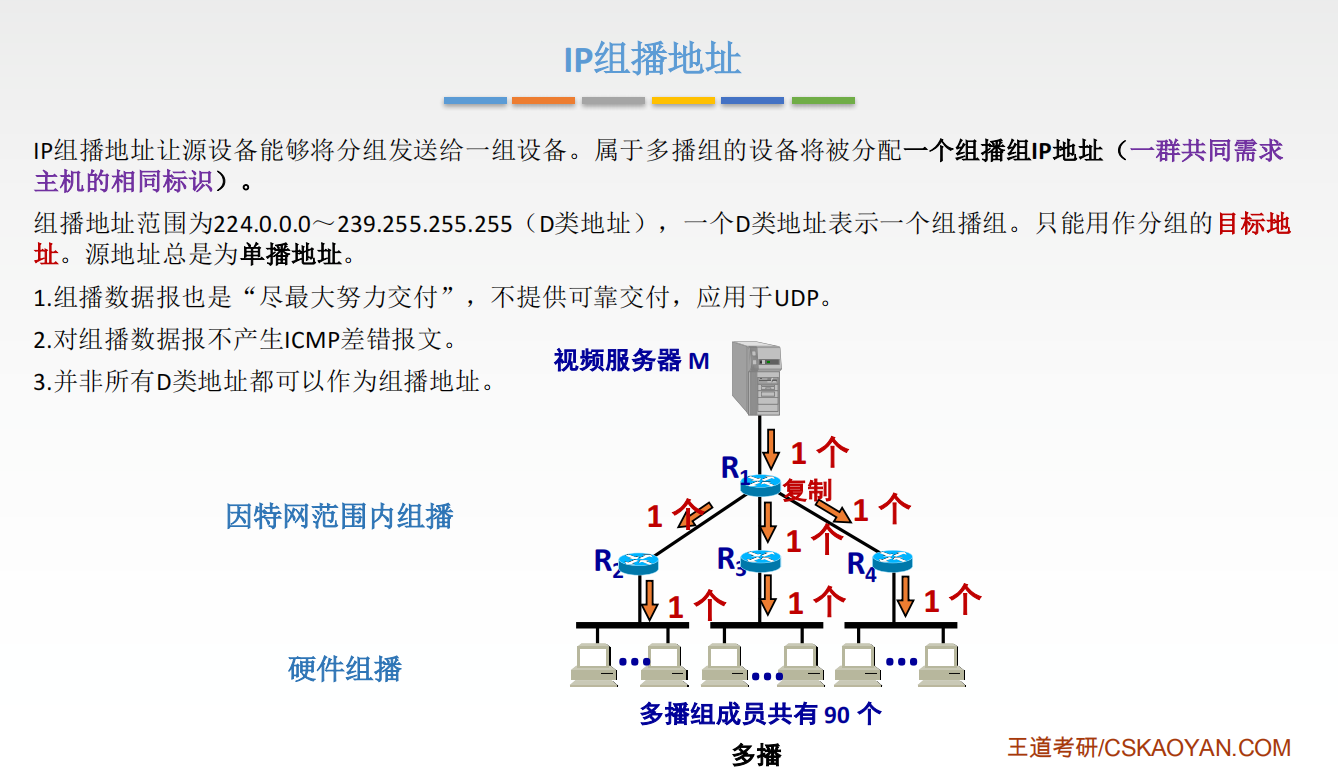 IP组播地址
IP组播地址让源设备能够将分组发送给一组设备。属于多播组的设备将被分配一个组播组IP地址（一群共同需求
主机的相同标识）。
组播地址范围为224.0.0.0～239.255.255.255（D类地址），一个D类地址表示一个组播组。只能用作分组的目标地
址。源地址总是为单播地址。
1.组播数据报也是“尽最大努力交付”，不提供可靠交付，应用于UDP。
2.对组播数据报不产生ICMP差错报文。
3.并非所有D类地址都可以作为组播地址。
视频服务器 M
1 个
R1
复制
1 个
1 个
1 个
因特网范围内组播
R2
R3
R4
1 个
1 个
1 个
硬件组播
多播组成员共有 90 个
多播
王道考研/CSKAOYAN.COM